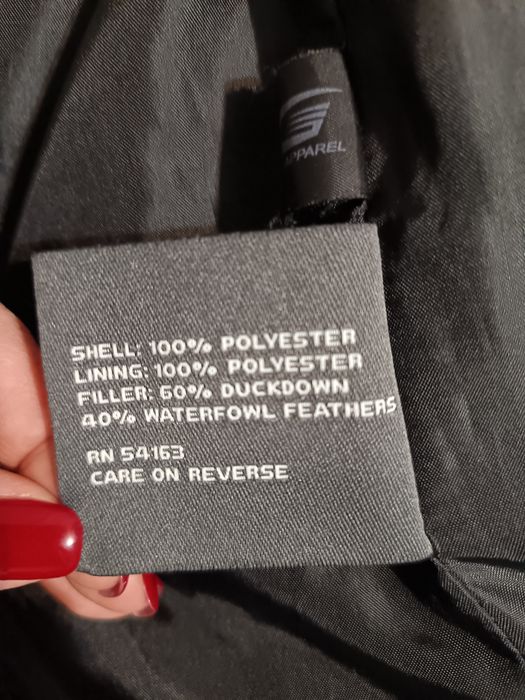 APPAREL
SHELL: 100% POLYESTER
LINING: 100% POLYESTER
FILLER: 60% DUCKDOWN
40% WATERFOWL FEATHERS
RN 54163
CARE ON REVERSE